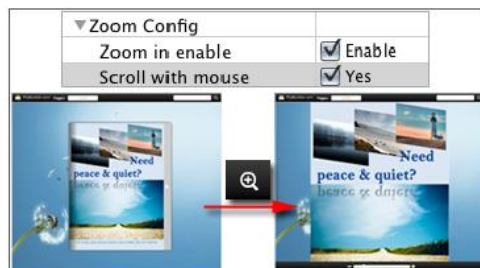 Zoom Config
Zoom in enable Enable
Scroll with mouse Yes
Need
peace & quiet?
Need
peace & quiet?